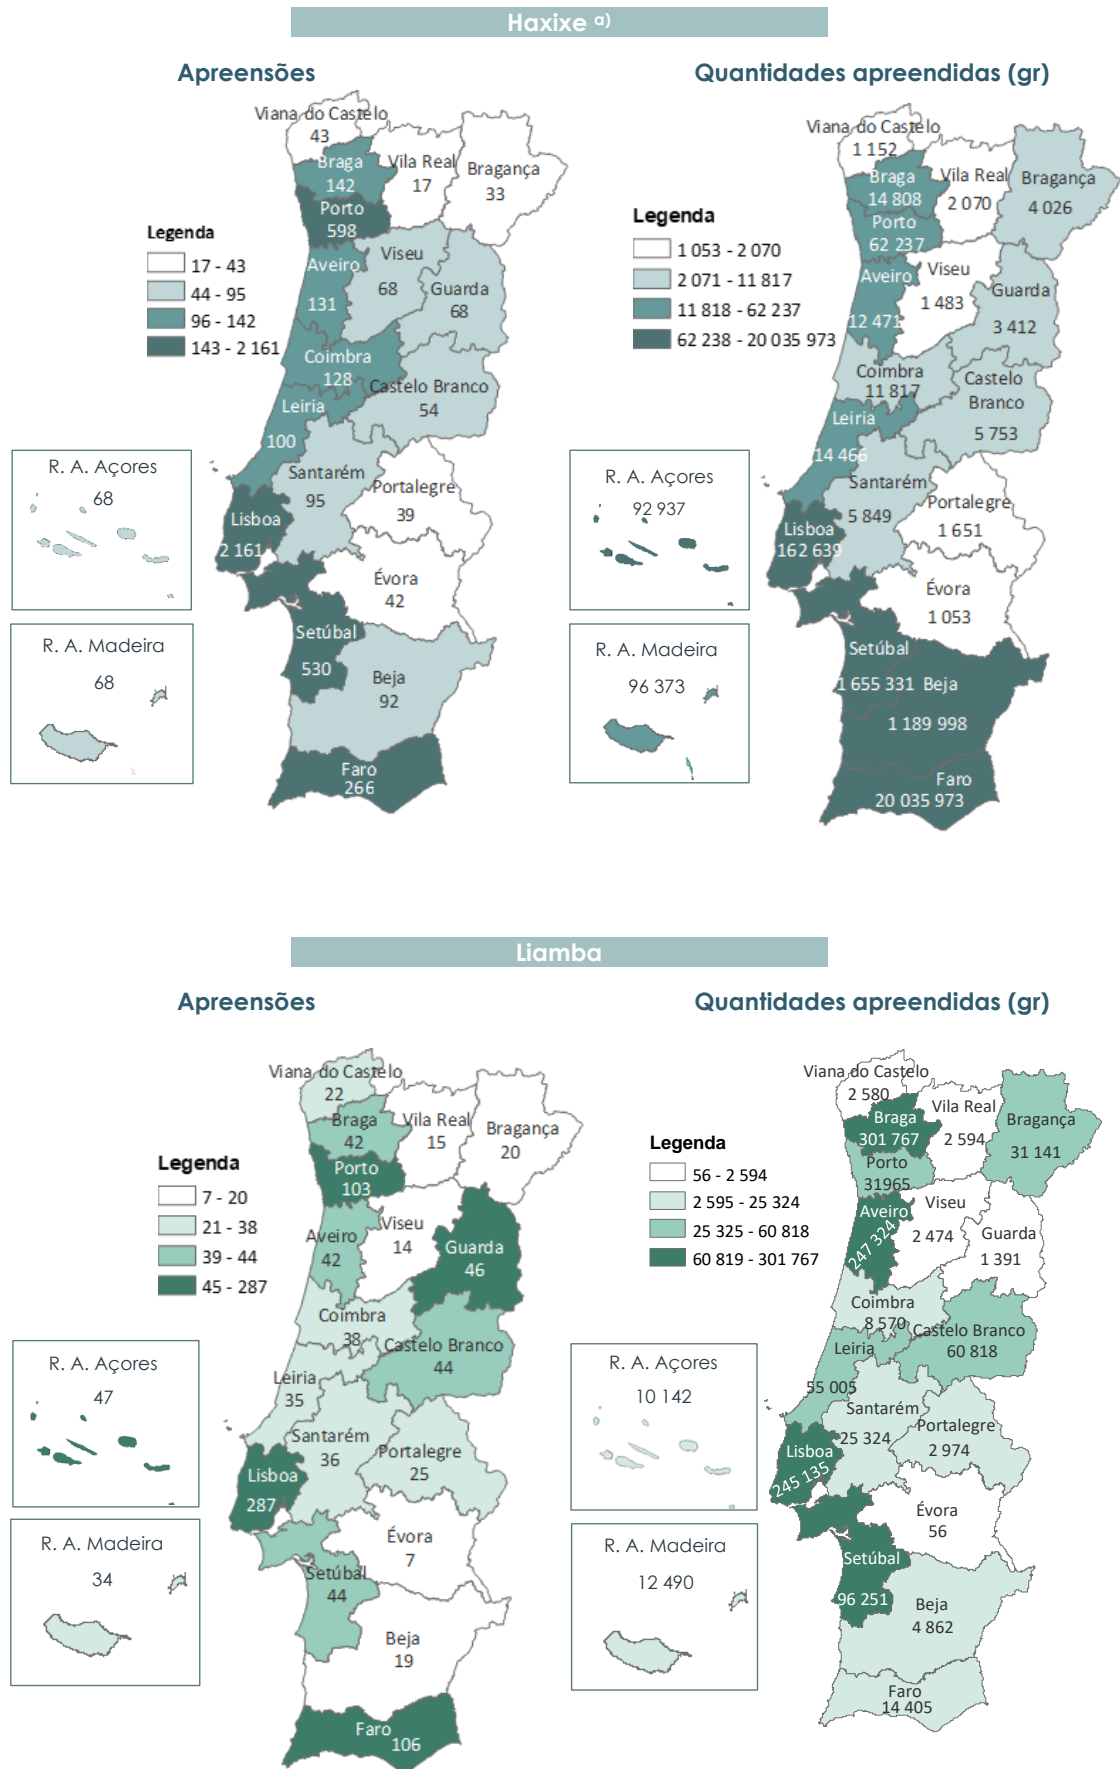 Haxixe a)
Apreensões
Viana do Castelo
43
Braga
142
Vila Real
17
Bragança
33
Porto
598
Legenda
17 - 43
44 - 95
96 - 142
143 - 2 161
Aveiro
131
Viseu
68
Guarda
68
Coimbra
128
Castelo Branco
54
Leiria
100
Santarém
95
Portalegre
39
Lisboa
2 161
Évora
42
Setúbal
530
Beja
92
Faro
266
R. A. Açores
68
R. A. Madeira
68
Quantidades apreendidas (gr)
Viana do Castelo
1 152
Braga
14 808
Vila Real
2 070
Bragança
4 026
Porto
62 237
Legenda
1 053 - 2 070
2 071 - 11 817
11 818 - 62 237
62 238 - 20 035 973
Aveiro
12 471
Viseu
1 483
Guarda
3 412
Coimbra
11 817
Castelo
Branco
5 753
Leiria
14 466
Santarém
5 849
Portalegre
1 651
Lisboa
162 639
Évora
1 053
Setúbal
1 655 331
Beja
1 189 998
Faro
20 035 973
R. A. Açores
92 937
R. A. Madeira
96 373
Liamba
Apreensões
Viana do Castelo
22
Braga
42
Vila Real
15
Bragança
20
Porto
103
Legenda
7 - 20
21 - 38
39 - 44
45 - 287
Aveiro
42
Viseu
14
Guarda
46
Coimbra
38
Castelo Branco
44
Leiria
35
Santarém
36
Portalegre
25
Lisboa
287
Évora
7
Setúbal
44
Beja
19
Faro
106
R. A. Açores
47
R. A. Madeira
34
Quantidades apreendidas (gr)
Viana do Castelo
2 580
Braga
301 767
Vila Real
2 594
Bragança
31 141
Porto
31965
Legenda
56 - 2 594
2 595 - 25 324
25 325 - 60 818
60 819 - 301 767
Aveiro
247 324
Viseu
2 474
Guarda
1 391
Coimbra
8 570
Castelo Branco
60 818
Leiria
55 005
Santarém
25 324
Portalegre
2 974
Lisboa
245 135
Évora
56
Setúbal
96 251
Beja
4 862
Faro
14 405
R. A. Açores
10 142
R. A. Madeira
12 490